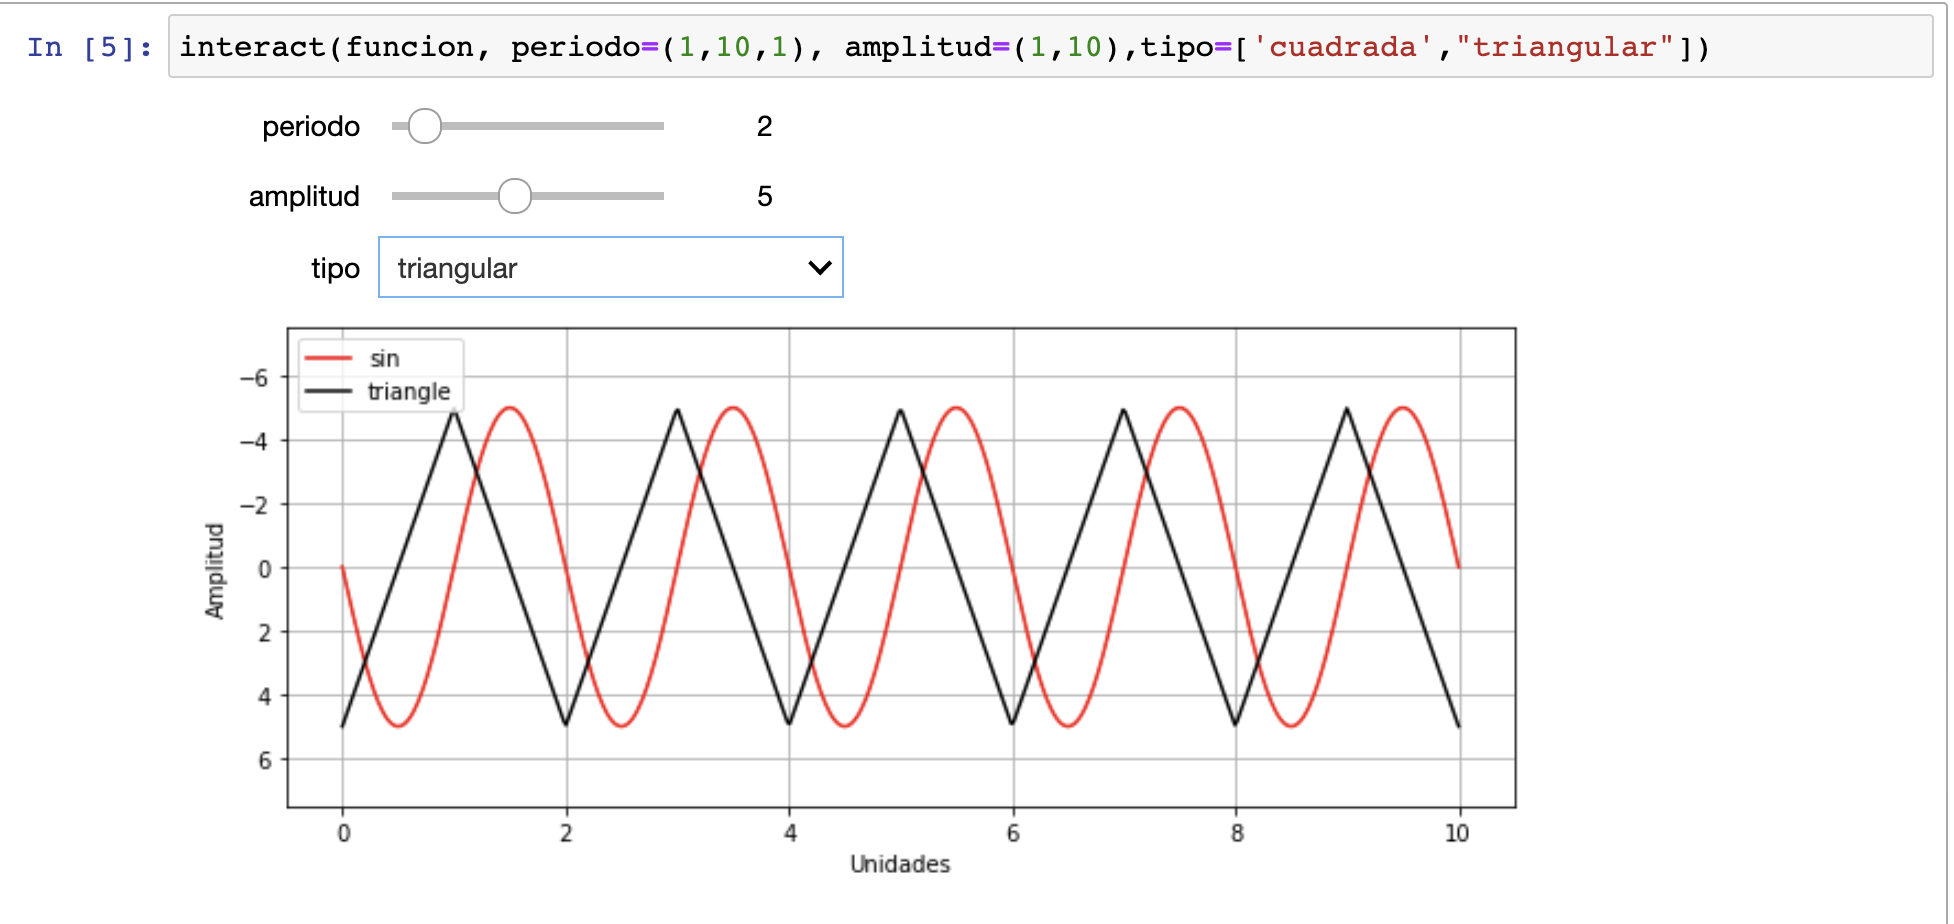 In [5]: interact(funcion, periodo=(1,10,1), amplitud=(1,10),tipo=['cuadrada',"triangular"])
periodo 2
amplitud 5
tipo triangular
sin
triangle
−6
−4
−2
0
2
4
6
Amplitud
0 2 4 6 8 10
Unidades